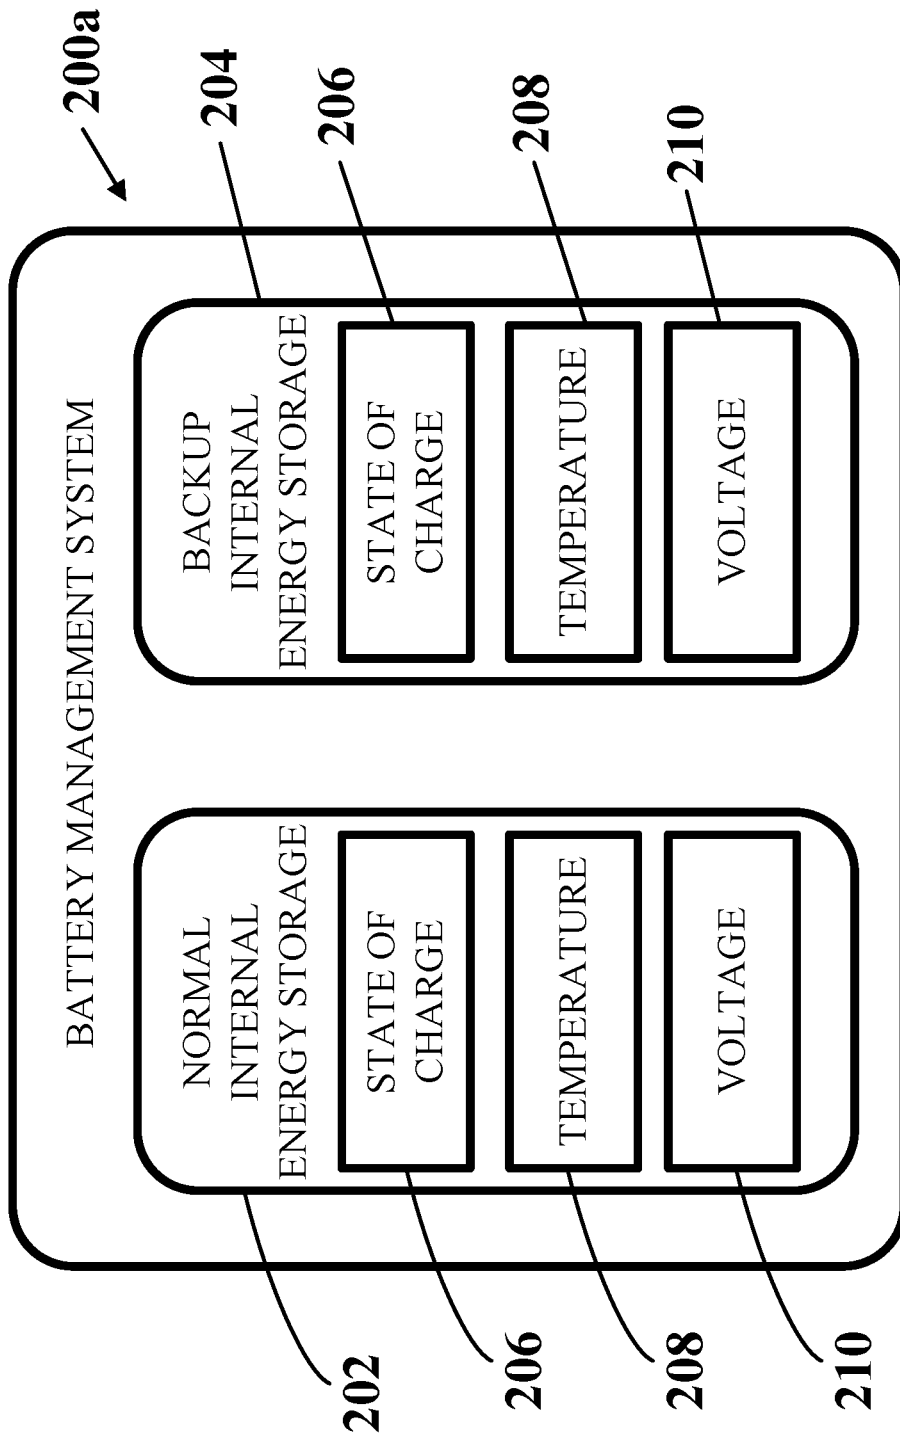 200a
BATTERY MANAGEMENT SYSTEM
202
NORMAL
INTERNAL
ENERGY STORAGE
206
STATE OF
CHARGE
208
TEMPERATURE
210
VOLTAGE
204
BACKUP
INTERNAL
ENERGY STORAGE
206
STATE OF
CHARGE
208
TEMPERATURE
210
VOLTAGE